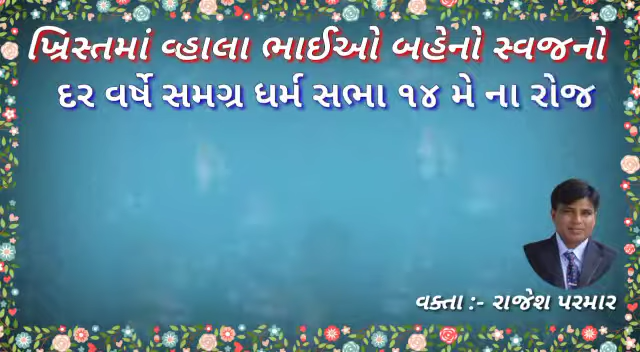 ખ્રિસ્તમાં વ્હાલા ભાઈઓ બહેનો સ્વજનો
દર વર્ષે સમગ્ર ધર્મ સભા ૧૪ મે ના રોજ
વક્તા :- રાજેશ પરમાર